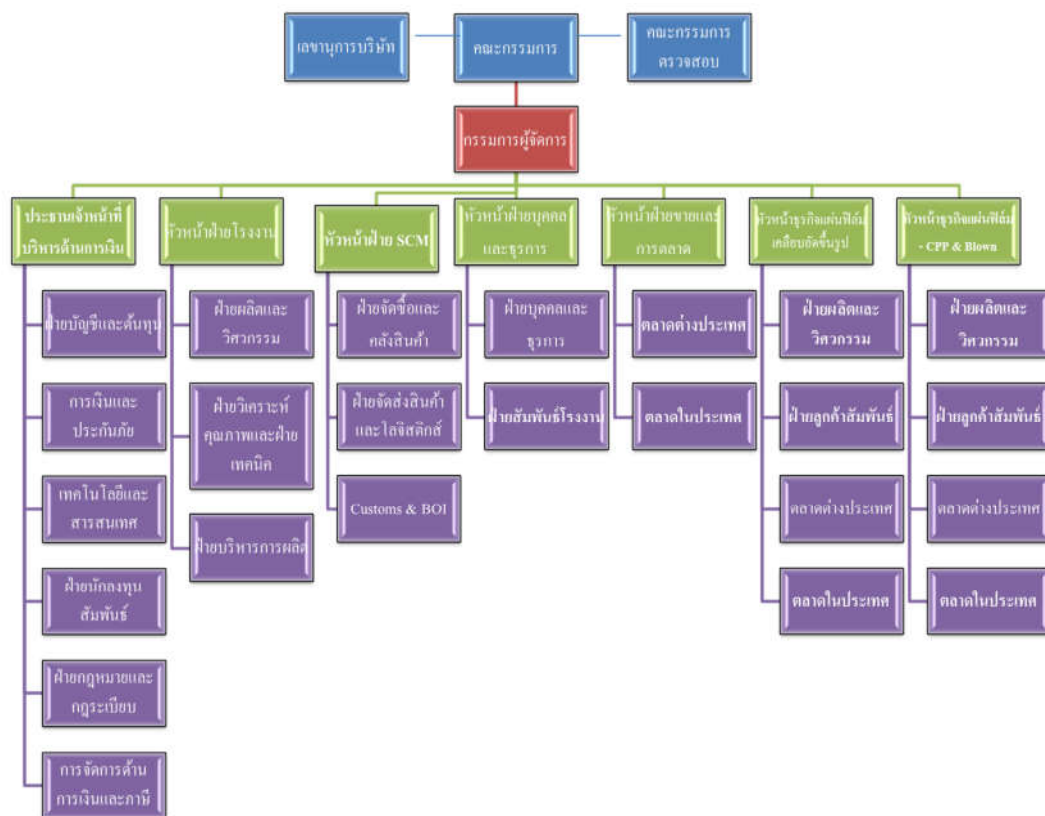 เลขานุการบริษัท
คณะกรรมการ
คณะกรรมการ
ตรวจสอบ
กรรมการผู้จัดการ
ประธานเจ้าหน้าที่
บริหารด้านการเงิน
ฝ่ายบัญชีและต้นทุน
การเงินและ
ประกันภัย
เทคโนโลยีและ
สารสนเทศ
ฝ่ายนักลงทุน
สัมพันธ์
ฝ่ายกฎหมายและ
กฎระเบียบ
การจัดการด้าน
การเงินและภาษี
หัวหน้าฝ่ายโรงงาน
ฝ่ายผลิตและ
วิศวกรรม
ฝ่ายวิเคราะห์
คุณภาพและฝ่าย
เทคนิค
ฝ่ายบริหารการผลิต
หัวหน้าฝ่าย SCM
ฝ่ายจัดซื้อและ
คลังสินค้า
ฝ่ายจัดส่งสินค้า
และโลจิสติกส์
Customs & BOI
หัวหน้าฝ่ายบุคคล
และธุรการ
ฝ่ายบุคคลและ
ธุรการ
ฝ่ายสัมพันธ์โรงงาน
หัวหน้าฝ่ายขายและ
การตลาด
ตลาดต่างประเทศ
ตลาดในประเทศ
หัวหน้าธุรกิจแผ่นฟิล์ม
เคลือบอัดขึ้นรูป
ฝ่ายผลิตและ
วิศวกรรม
ฝ่ายลูกค้าสัมพันธ์
ตลาดต่างประเทศ
ตลาดในประเทศ
หัวหน้าธุรกิจแผ่นฟิล์ม
- CPP & Blown
ฝ่ายผลิตและ
วิศวกรรม
ฝ่ายลูกค้าสัมพันธ์
ตลาดต่างประเทศ
ตลาดในประเทศ